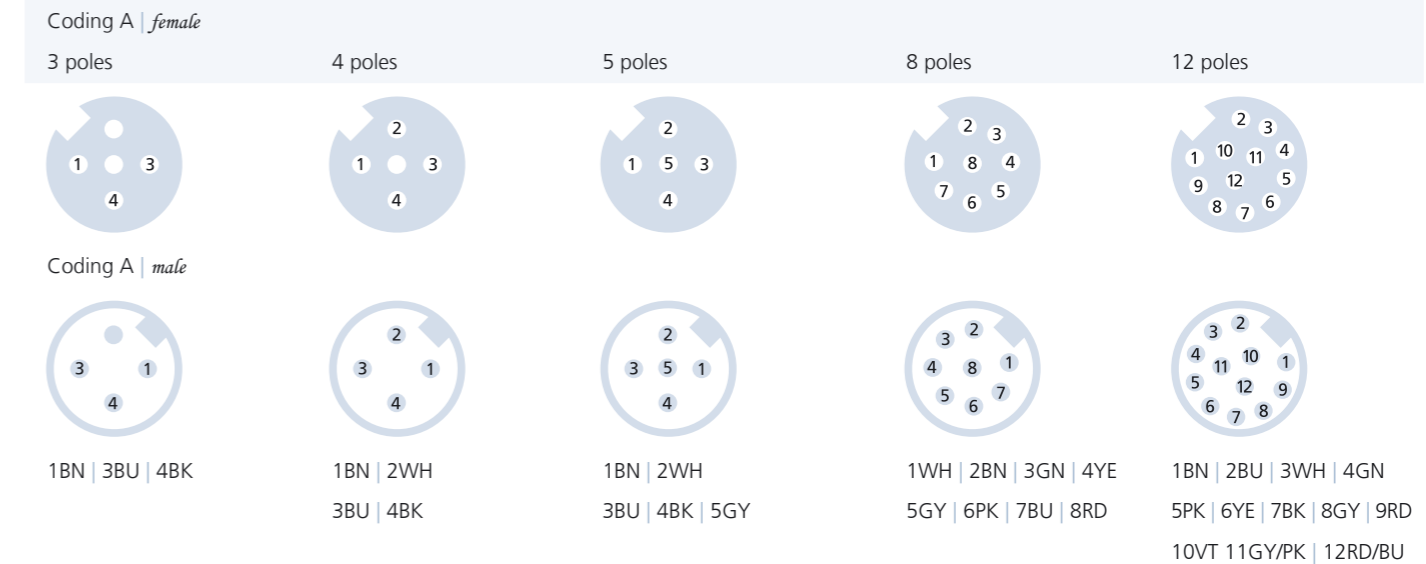 Coding A | female
3 poles 4 poles 5 poles 8 poles 12 poles
2 2 2 3 2 3
1 3 1 3 1 5 3 1 8 4 1 10 11 4
4 4 4 7 6 5 9 12 5
8 7 6
Coding A | male
2 2 3 2 3 2
3 1 3 1 3 5 1 4 8 1 4 11 10 1
4 4 4 5 6 7 5 12 9
6 7 8
1BN | 3BU | 4BK 1BN | 2WH 1BN | 2WH 1WH | 2BN | 3GN | 4YE 1BN | 2BU | 3WH | 4GN
3BU | 4BK 3BU | 4BK | 5GY 5GY | 6PK | 7BU | 8RD 5PK | 6YE | 7BK | 8GY | 9RD
10VT 11GY/PK | 12RD/BU